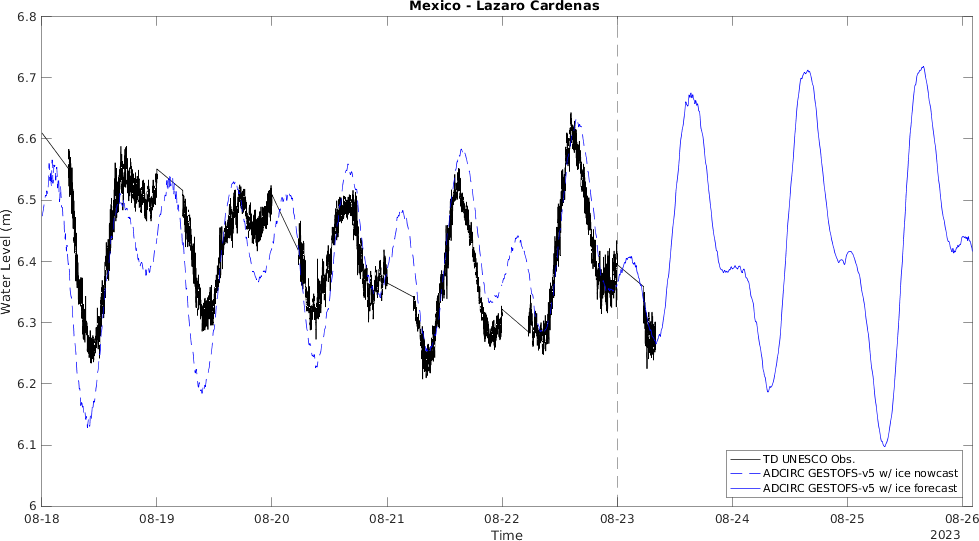 Mexico - Lazaro Cardenas
6.8
6.7
6.6
6.5
6.4
6.3
6.2
6.1
6
Water Level (m)
08-18 08-19 08-20 08-21 08-22 08-23 08-24 08-25 08-26
Time
2023
TD UNESCO Obs.
ADCIRC GESTOFS-v5 w/ ice nowcast
ADCIRC GESTOFS-v5 w/ ice forecast